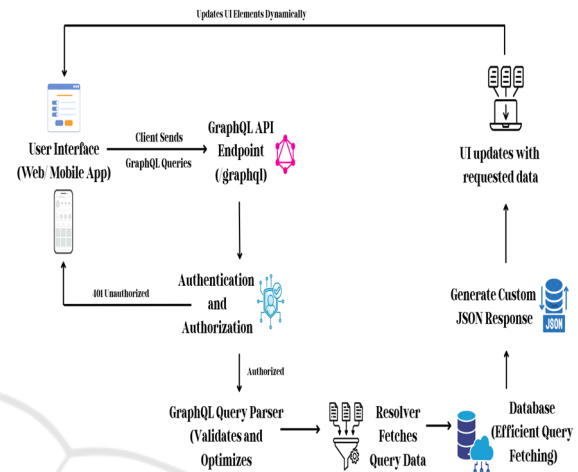 Updates UI Elements Dynamically
User Interface
(Web/ Mobile App)
Client Sends
GraphQL Queries
GraphQL API
Endpoint
(/graphql)
UI updates with
requested data
401 Unauthorized
Authentication
and
Authorization
Generate Custom
JSON Response
JSON
Authorized
GraphQL Query Parser
(Validates and
Optimizes
Resolver
Fetches
Query Data
Database
(Efficient Query
Fetching)